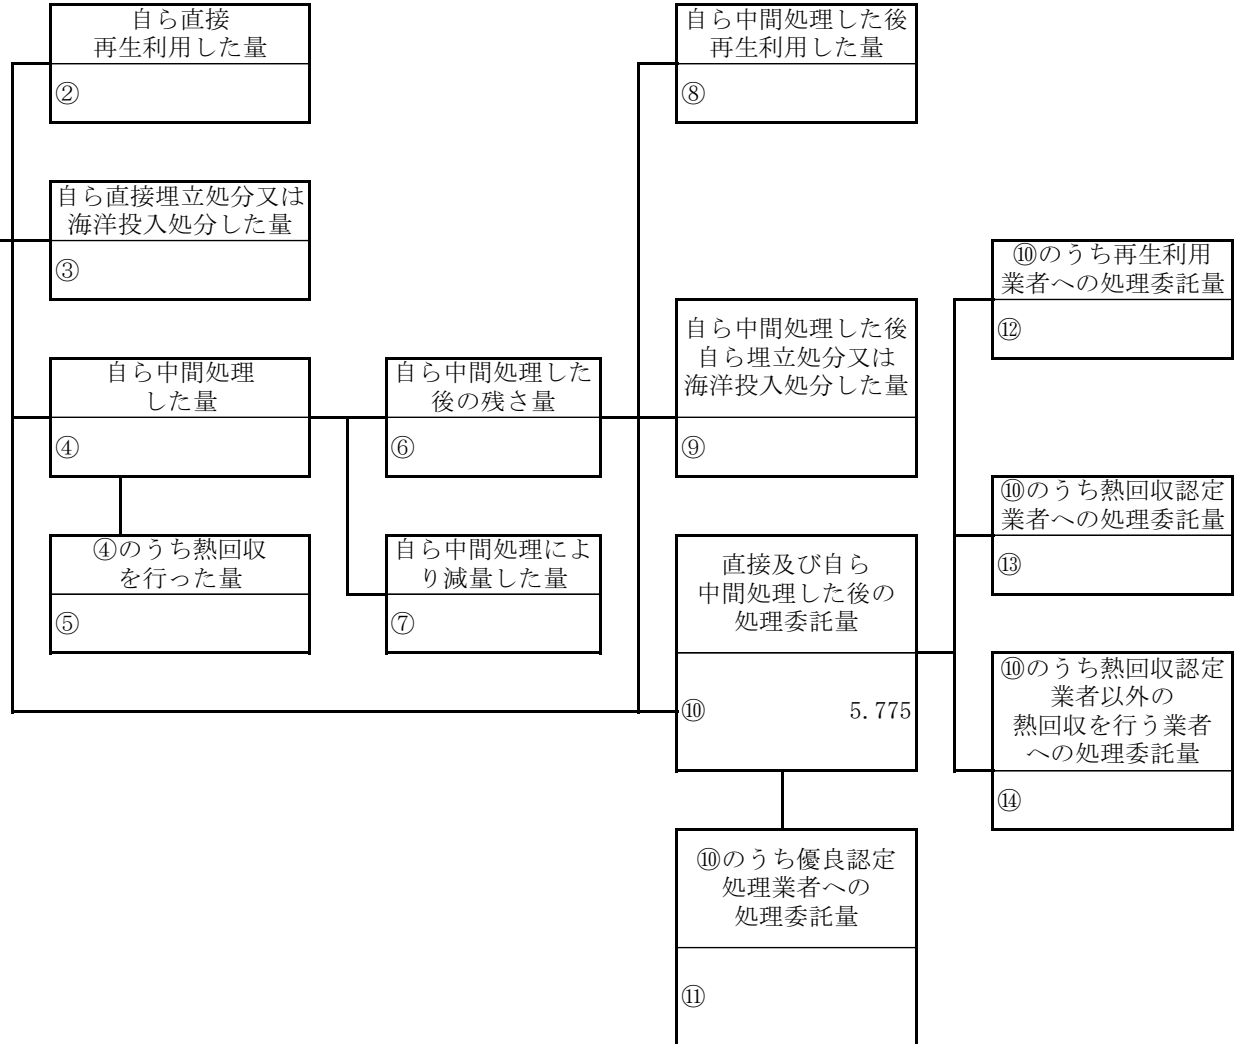 自ら直接
再生利用した量
②
自ら直接埋立処分又は
海洋投入処分した量
③
自ら中間処理
した量
④
④のうち熱回収
を行った量
⑤
自ら中間処理した
後の残さ量
⑥
自ら中間処理によ
り減量した量
⑦
自ら中間処理した後
再生利用した量
⑧
自ら中間処理した後
自ら埋立処分又は
海洋投入処分した量
⑨
直接及び自ら
中間処理した後の
処理委託量
⑩ 5.775
⑩のうち優良認定
処理業者への
処理委託量
⑪
⑩のうち再生利用
業者への処理委託量
⑫
⑩のうち熱回収認定
業者への処理委託量
⑬
⑩のうち熱回収認定
業者以外の
熱回収を行う業者
への処理委託量
⑭